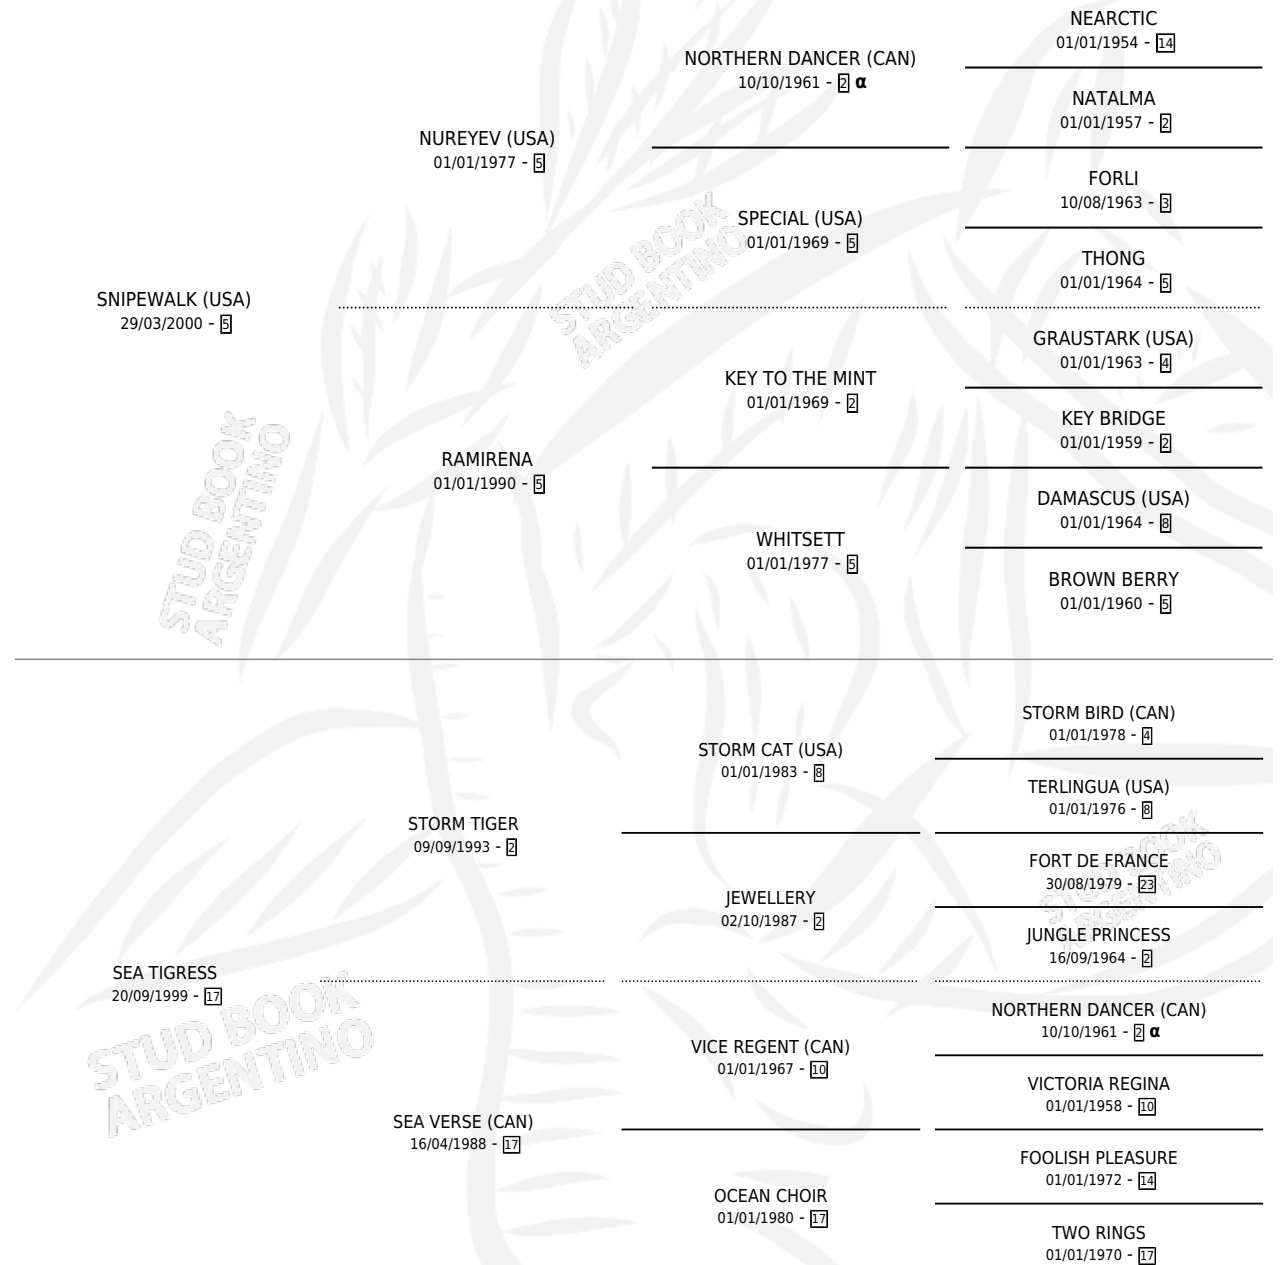 NEARCTIC
01/01/1954 - 14
NORTHERN DANCER (CAN)
10/10/1961 - 2 α
NATALMA
01/01/1957 - 2
NUREYEV (USA)
01/01/1977 - 5
FORLI
10/08/1963 - 3
SPECIAL (USA)
01/01/1969 - 5
THONG
01/01/1964 - 5
SNIPEWALK (USA)
29/03/2000 - 5
GRAUSTARK (USA)
01/01/1963 - 4
KEY TO THE MINT
01/01/1969 - 2
KEY BRIDGE
01/01/1959 - 2
RAMIRENA
01/01/1990 - 5
DAMASCUS (USA)
01/01/1964 - 8
WHITSETT
01/01/1977 - 5
BROWN BERRY
01/01/1960 - 5
STORM BIRD (CAN)
01/01/1978 - 4
STORM CAT (USA)
01/01/1983 - 8
TERLINGUA (USA)
01/01/1976 - 8
STORM TIGER
09/09/1993 - 2
FORT DE FRANCE
30/08/1979 - 23
JEWELLERY
02/10/1987 - 2
JUNGLE PRINCESS
16/09/1964 - 2
SEA TIGRESS
20/09/1999 - 17
NORTHERN DANCER (CAN)
10/10/1961 - 2 α
VICE REGENT (CAN)
01/01/1967 - 10
VICTORIA REGINA
01/01/1958 - 10
SEA VERSE (CAN)
16/04/1988 - 17
FOOLISH PLEASURE
01/01/1972 - 14
OCEAN CHOIR
01/01/1980 - 17
TWO RINGS
01/01/1970 - 17
STUD BOOK
ARGENTINO
STUD BOOK
ARGENTINO
STUD BOOK
ARGENTINO
STUD BOOK
ARGENTINO